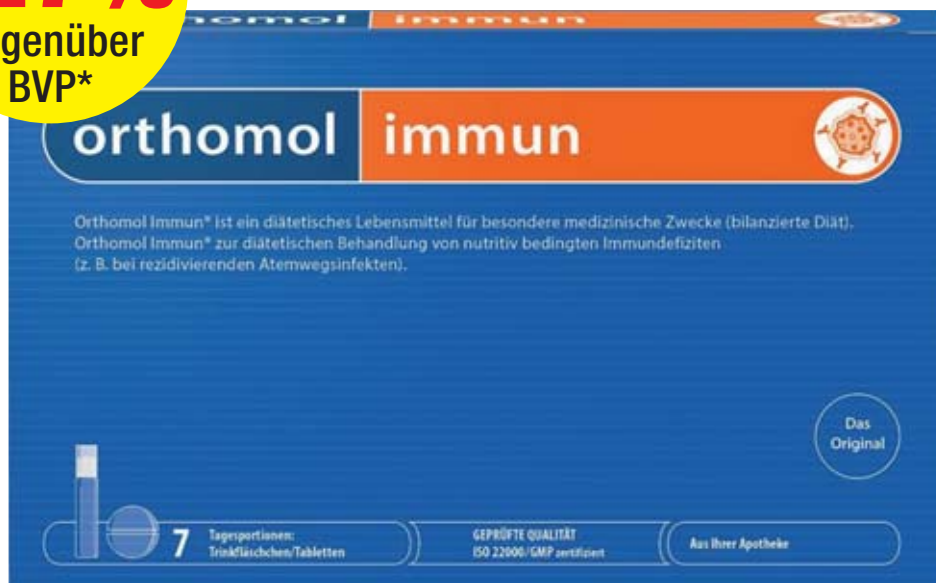 genüber
BVP*
orthomol immun
orthomol immun
Orthomol Immun® ist ein diätetisches Lebensmittel für besondere medizinische Zwecke (bilanzierte Diät).
Orthomol Immun® zur diätetischen Behandlung von nutritiv bedingten Immundefiziten
(z. B. bei rezidivierenden Atemwegsinfekten).
Das
Original
7 Tagesportionen:
Trinkfläschchen/Tabletten
GEPRÜFTE QUALITÄT
ISO 22000/GMP zertifiziert
Aus Ihrer Apotheke